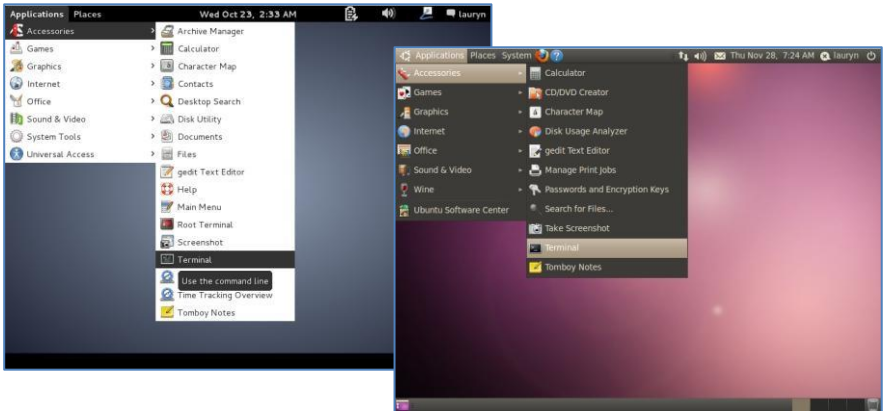 Applications Places Wed Oct 23, 2:33 AM lauryn
Accessories
Games
Graphics
Internet
Office
Sound & Video
System Tools
Universal Access
Archive Manager
Calculator
Character Map
Contacts
Desktop Search
Disk Utility
Documents
Files
gedit Text Editor
Help
Main Menu
Root Terminal
Screenshot
Terminal
Use the command line
Time Tracking Overview
Tomboy Notes
Applications Places System Thu Nov 28, 7:24 AM lauryn
Accessories
Games
Graphics
Internet
Office
Sound & Video
Wine
Ubuntu Software Center
Calculator
CD/DVD Creator
Character Map
Disk Usage Analyzer
gedit Text Editor
Manage Print Jobs
Passwords and Encryption Keys
Search for Files...
Take Screenshot
Terminal
Tomboy Notes